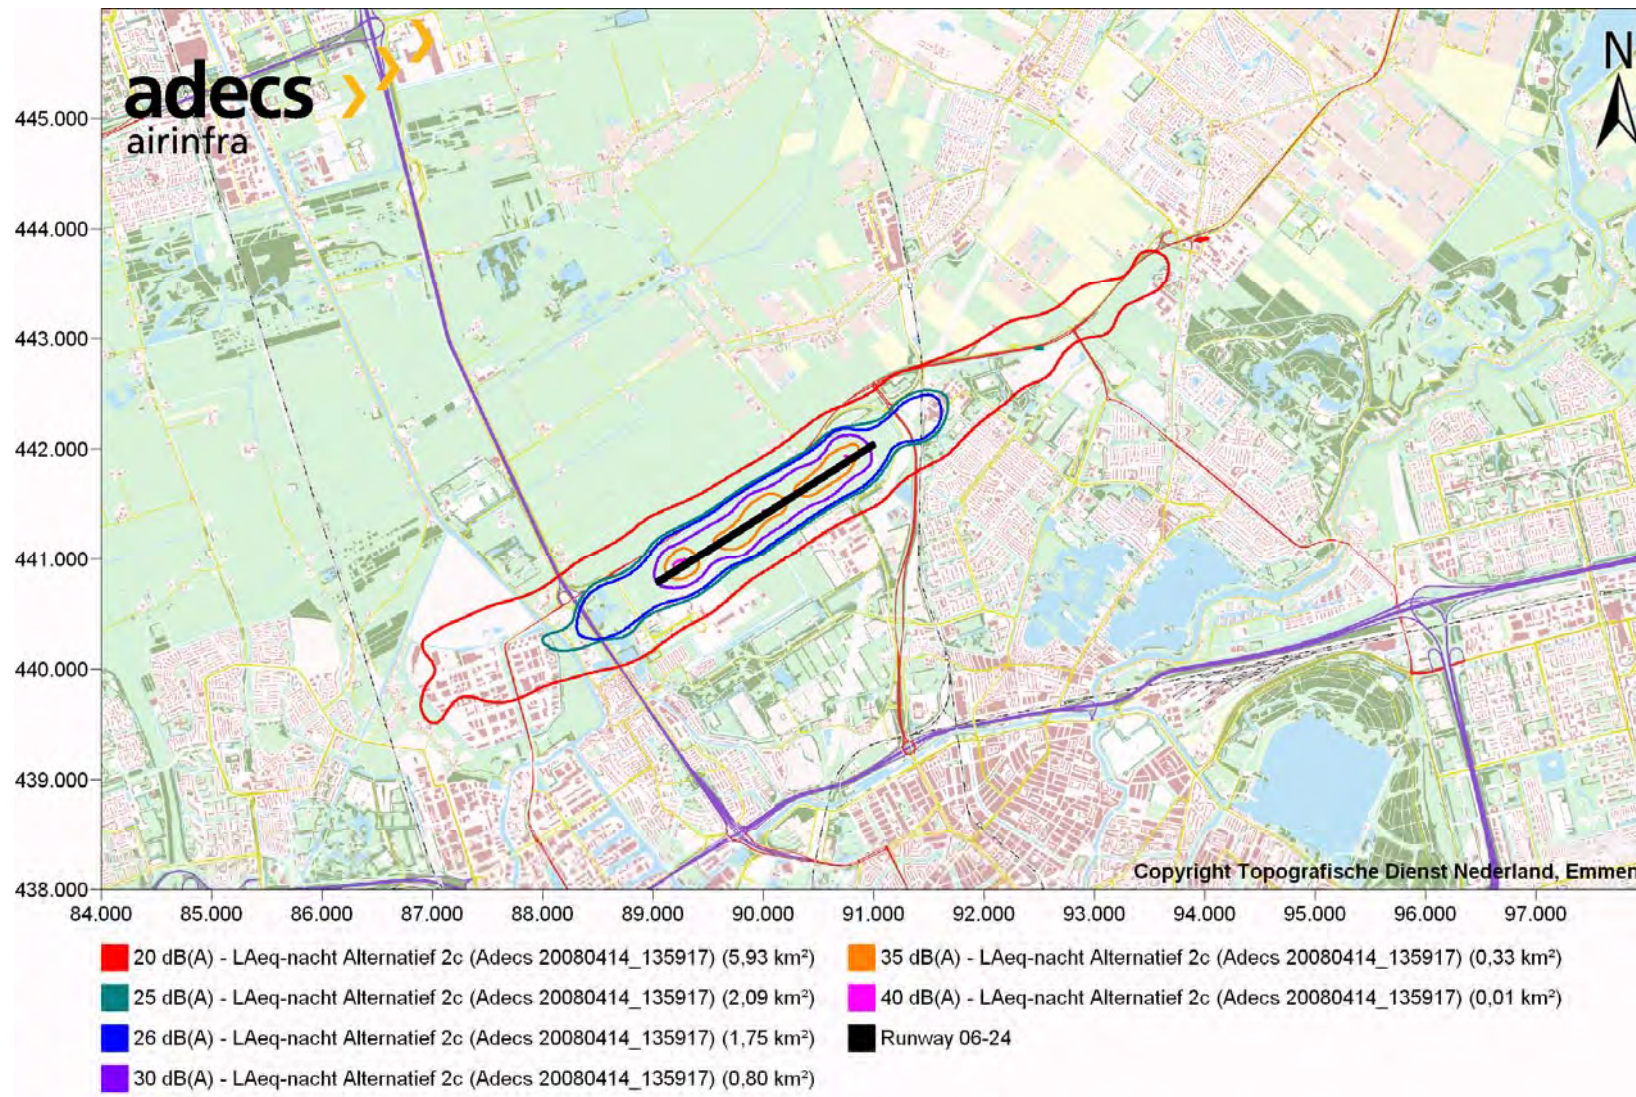 adecs
airinfra
N
445.000
444.000
443.000
442.000
441.000
440.000
439.000
438.000
Copyright Topografische Dienst Nederland, Emmen
84.000 85.000 86.000 87.000 88.000 89.000 90.000 91.000 92.000 93.000 94.000 95.000 96.000 97.000
20 dB(A) - LAeq-nacht Alternatief 2c (Adecs 20080414_135917) (5,93 km²)
25 dB(A) - LAeq-nacht Alternatief 2c (Adecs 20080414_135917) (2,09 km²)
26 dB(A) - LAeq-nacht Alternatief 2c (Adecs 20080414_135917) (1,75 km²)
30 dB(A) - LAeq-nacht Alternatief 2c (Adecs 20080414_135917) (0,80 km²)
35 dB(A) - LAeq-nacht Alternatief 2c (Adecs 20080414_135917) (0,33 km²)
40 dB(A) - LAeq-nacht Alternatief 2c (Adecs 20080414_135917) (0,01 km²)
Runway 06-24